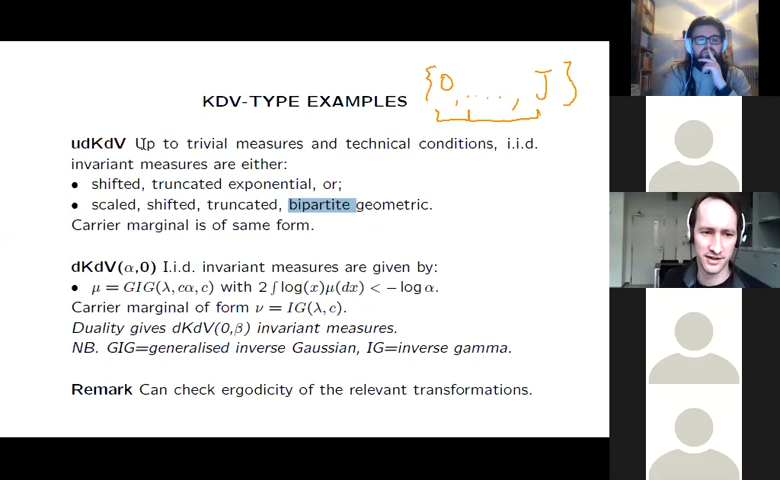 {0, ...., J}
KDV-TYPE EXAMPLES
udKdV Up to trivial measures and technical conditions, i.i.d.
invariant measures are either:
• shifted, truncated exponential, or;
• scaled, shifted, truncated, bipartite geometric.
Carrier marginal is of same form.
dKdV(α,0) I.i.d. invariant measures are given by:
• μ = GIG(λ, cα, c) with 2 ∫ log(x)μ(dx) < − log α.
Carrier marginal of form ν = IG(λ, c).
Duality gives dKdV(0,β) invariant measures.
NB. GIG=generalised inverse Gaussian, IG=inverse gamma.
Remark Can check ergodicity of the relevant transformations.